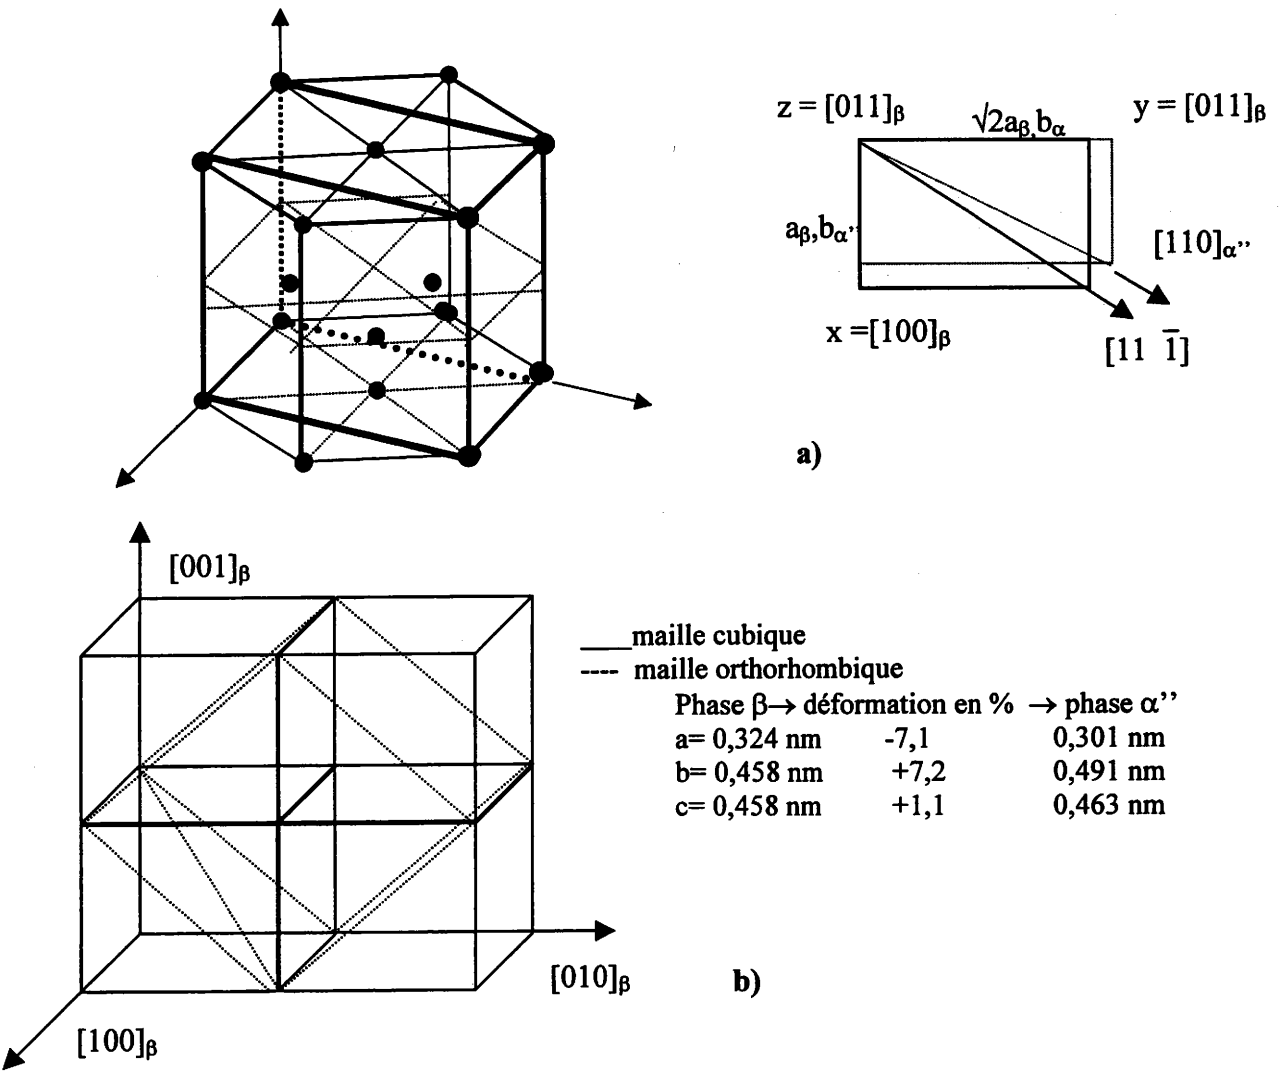 z = [011]β
√2aβ,bα
y = [011]β
aβ,bα’’
[110]α’’
x =[100]β
[11 1̅]
a)
[001]β
maille cubique
---- maille orthorhombique
Phase β→ déformation en % → phase α’’
a= 0,324 nm -7,1 0,301 nm
b= 0,458 nm +7,2 0,491 nm
c= 0,458 nm +1,1 0,463 nm
[010]β
b)
[100]β